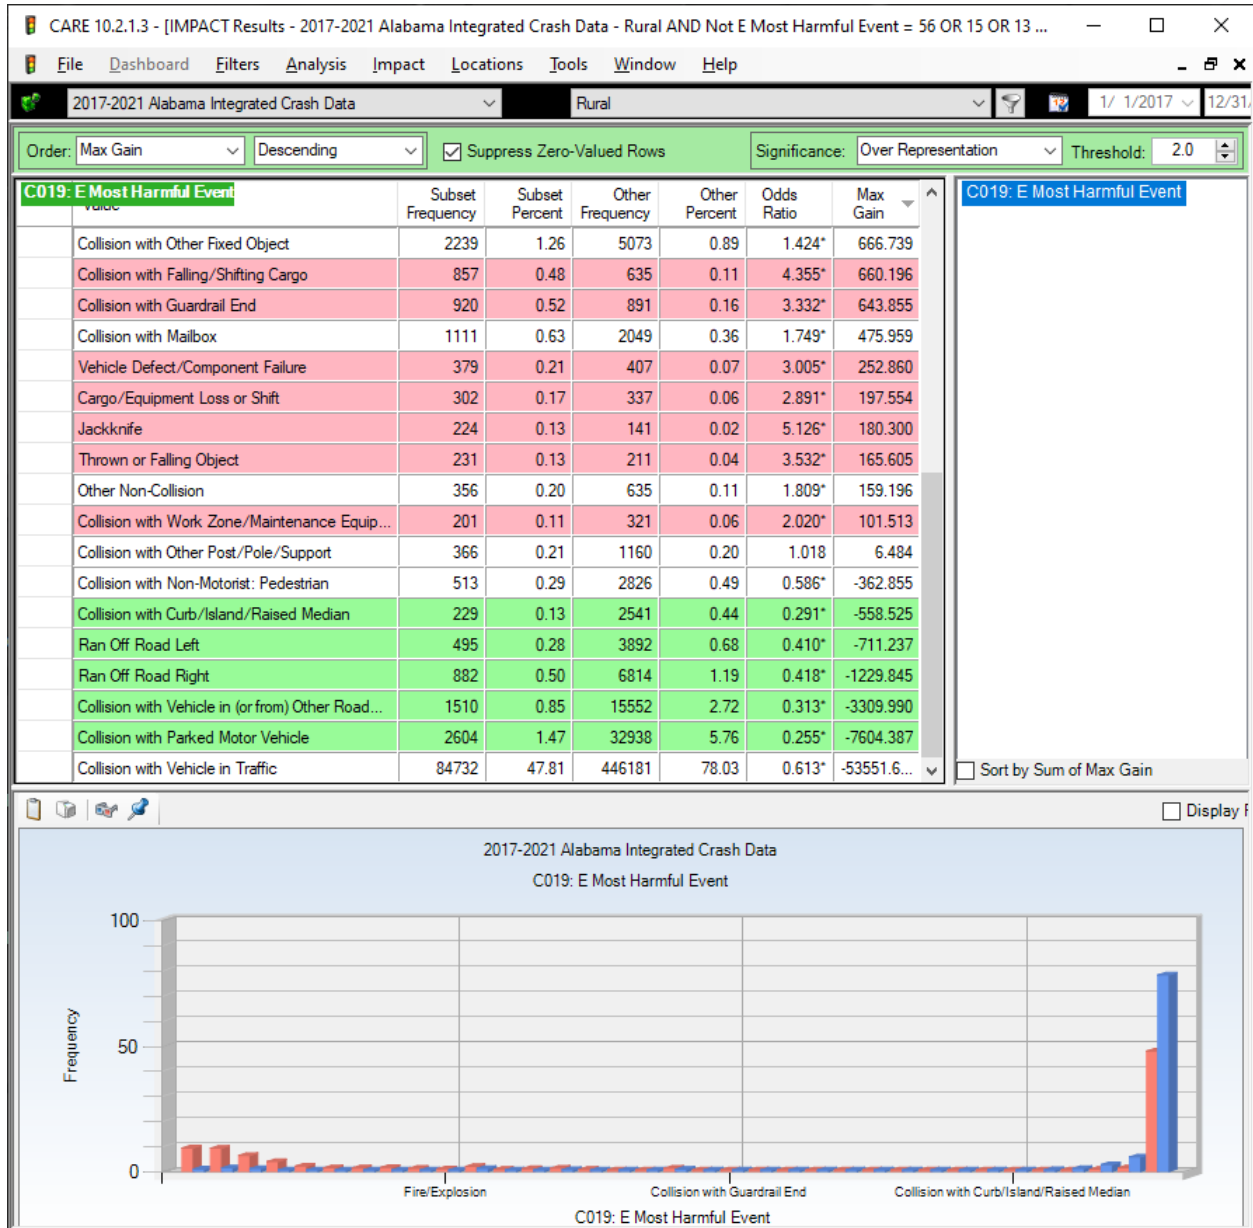 CARE 10.2.1.3 - [IMPACT Results - 2017-2021 Alabama Integrated Crash Data - Rural AND Not E Most Harmful Event = 56 OR 15 OR 13 ...
File Dashboard Filters Analysis Impact Locations Tools Window Help
2017-2021 Alabama Integrated Crash Data Rural 1/ 1/2017 12/31/
Order: Max Gain Descending Suppress Zero-Valued Rows Significance: Over Representation Threshold: 2.0
C019: E Most Harmful Event Subset Frequency Subset Percent Other Frequency Other Percent Odds Ratio Max Gain
C019: E Most Harmful Event
Collision with Other Fixed Object 2239 1.26 5073 0.89 1.424* 666.739
Collision with Falling/Shifting Cargo 857 0.48 635 0.11 4.355* 660.196
Collision with Guardrail End 920 0.52 891 0.16 3.332* 643.855
Collision with Mailbox 1111 0.63 2049 0.36 1.749* 475.959
Vehicle Defect/Component Failure 379 0.21 407 0.07 3.005* 252.860
Cargo/Equipment Loss or Shift 302 0.17 337 0.06 2.891* 197.554
Jackknife 224 0.13 141 0.02 5.126* 180.300
Thrown or Falling Object 231 0.13 211 0.04 3.532* 165.605
Other Non-Collision 356 0.20 635 0.11 1.809* 159.196
Collision with Work Zone/Maintenance Equip... 201 0.11 321 0.06 2.020* 101.513
Collision with Other Post/Pole/Support 366 0.21 1160 0.20 1.018 6.484
Collision with Non-Motorist: Pedestrian 513 0.29 2826 0.49 0.586* -362.855
Collision with Curb/Island/Raised Median 229 0.13 2541 0.44 0.291* -558.525
Ran Off Road Left 495 0.28 3892 0.68 0.410* -711.237
Ran Off Road Right 882 0.50 6814 1.19 0.418* -1229.845
Collision with Vehicle in (or from) Other Road... 1510 0.85 15552 2.72 0.313* -3309.990
Collision with Parked Motor Vehicle 2604 1.47 32938 5.76 0.255* -7604.387
Collision with Vehicle in Traffic 84732 47.81 446181 78.03 0.613* -53551.6...
Sort by Sum of Max Gain
Display
2017-2021 Alabama Integrated Crash Data
C019: E Most Harmful Event
100
50
0
Frequency
Fire/Explosion Collision with Guardrail End Collision with Curb/Island/Raised Median
C019: E Most Harmful Event